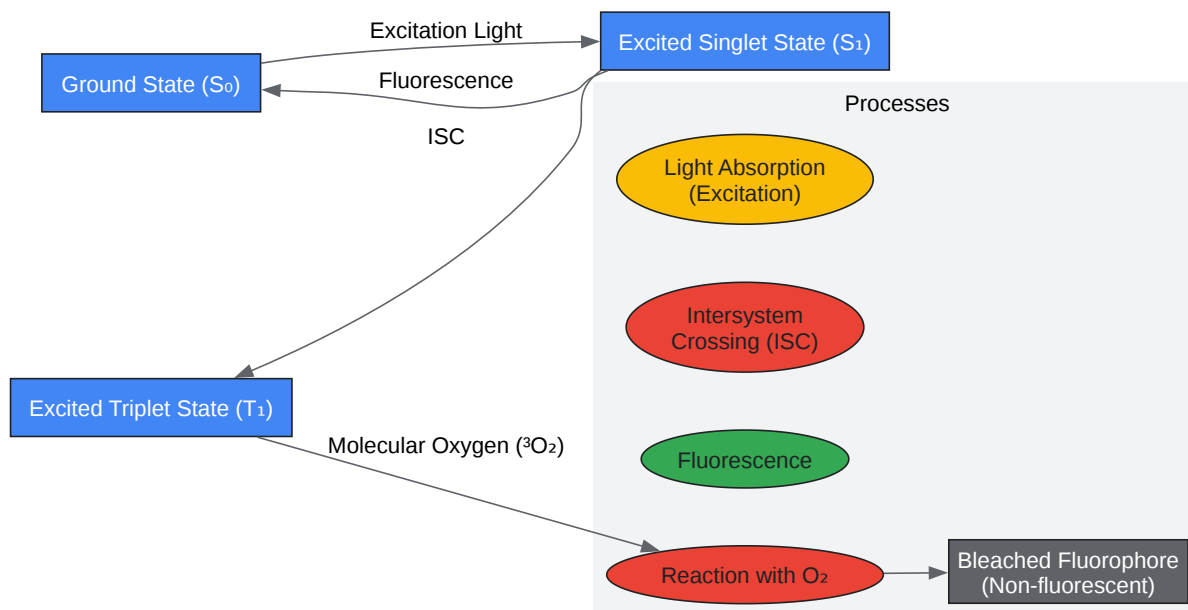 Excitation Light
Excited Singlet State (S₁)
Ground State (S₀)
Fluorescence
ISC
Processes
Light Absorption
(Excitation)
Intersystem
Crossing (ISC)
Excited Triplet State (T₁)
Molecular Oxygen (³O₂)
Fluorescence
Reaction with O₂
Bleached Fluorophore
(Non-fluorescent)